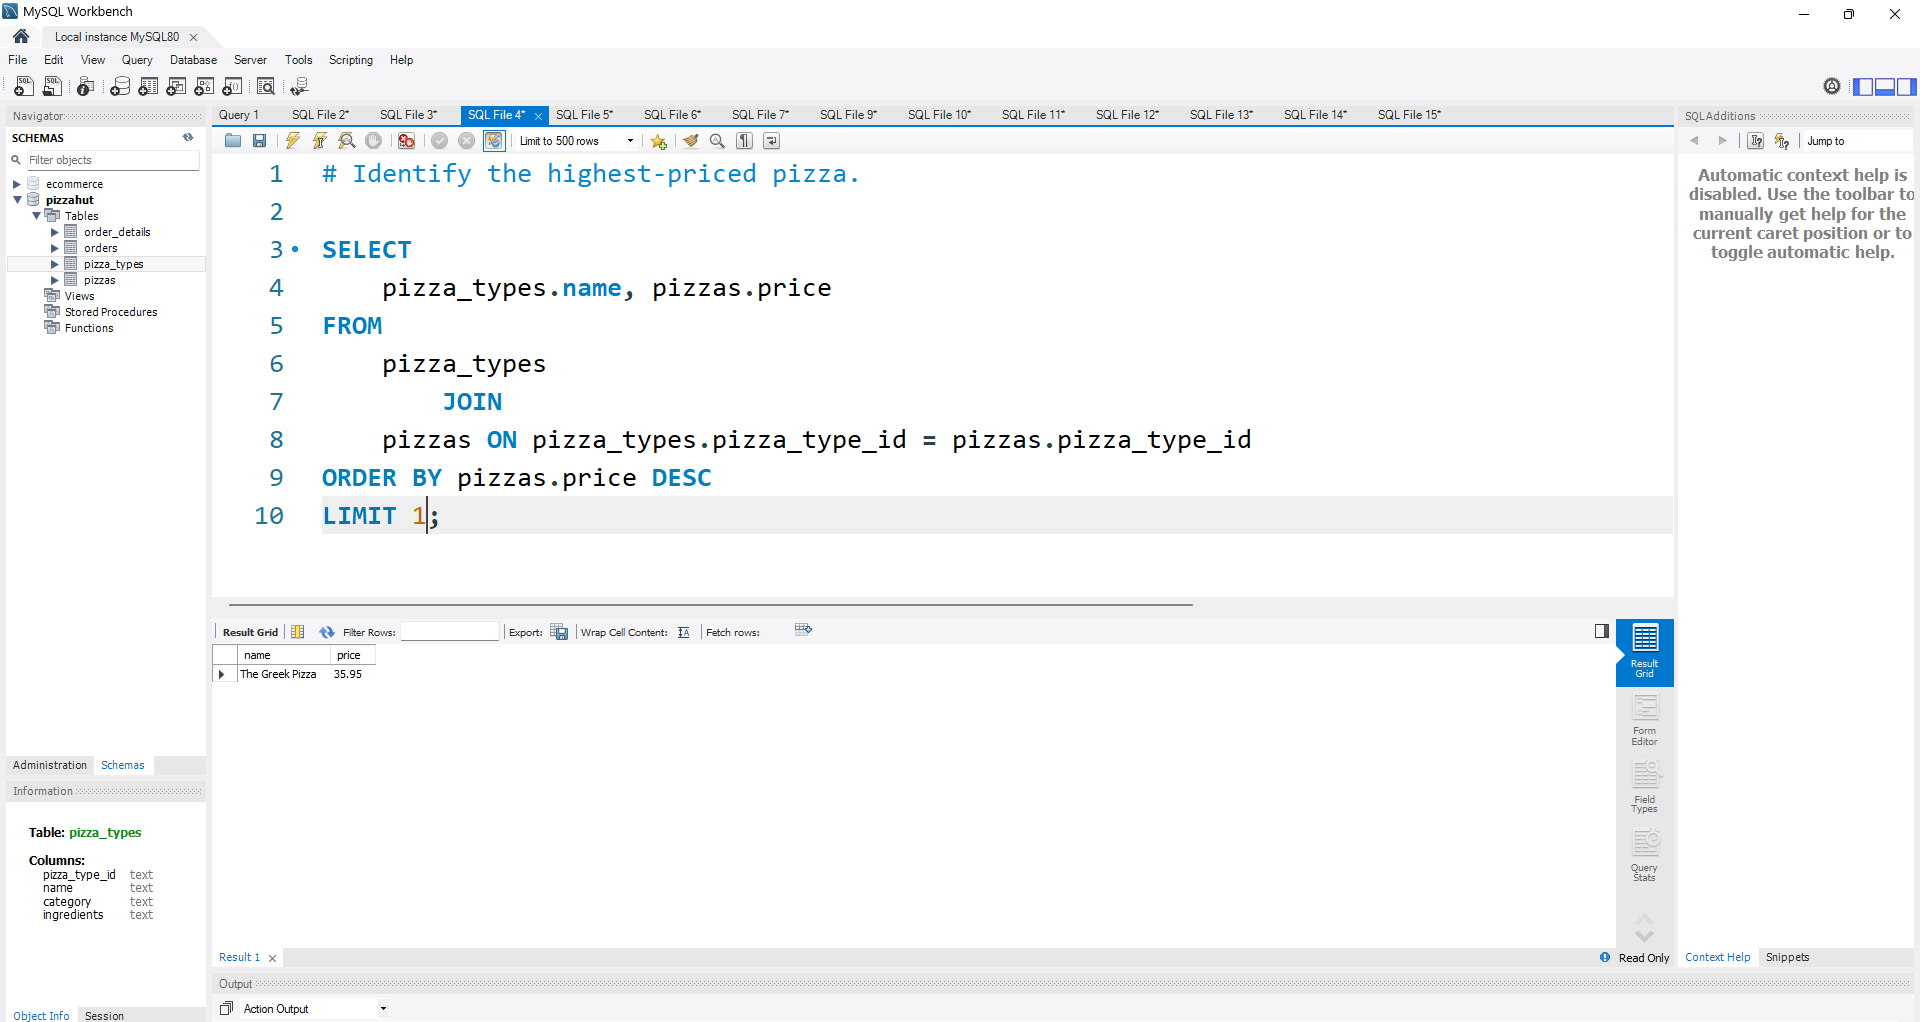 MySQL Workbench
Local instance MySQL80
File Edit View Query Database Server Tools Scripting Help
Navigator
SCHEMAS
Filter objects
ecommerce
pizzahut
Tables
order_details
orders
pizza_types
pizzas
Views
Stored Procedures
Functions
Administration Schemas
Information
Table: pizza_types
Columns:
pizza_type_id text
name text
category text
ingredients text
Object Info Session
Query 1 SQL File 2* SQL File 3* SQL File 4* SQL File 5* SQL File 6* SQL File 7* SQL File 9* SQL File 10* SQL File 11* SQL File 12* SQL File 13* SQL File 14* SQL File 15*
Limit to 500 rows
1 # Identify the highest-priced pizza.
2
3 SELECT
4 pizza_types.name, pizzas.price
5 FROM
6 pizza_types
7 JOIN
8 pizzas ON pizza_types.pizza_type_id = pizzas.pizza_type_id
9 ORDER BY pizzas.price DESC
10 LIMIT 1;
Result Grid Filter Rows: Export: Wrap Cell Content: Fetch rows:
name price
The Greek Pizza 35.95
Result Grid
Form Editor
Field Types
Query Stats
Result 1
Read Only
Output
Action Output
SQLAdditions
Jump to
Automatic context help is
disabled. Use the toolbar to
manually get help for the
current caret position or to
toggle automatic help.
Context Help Snippets